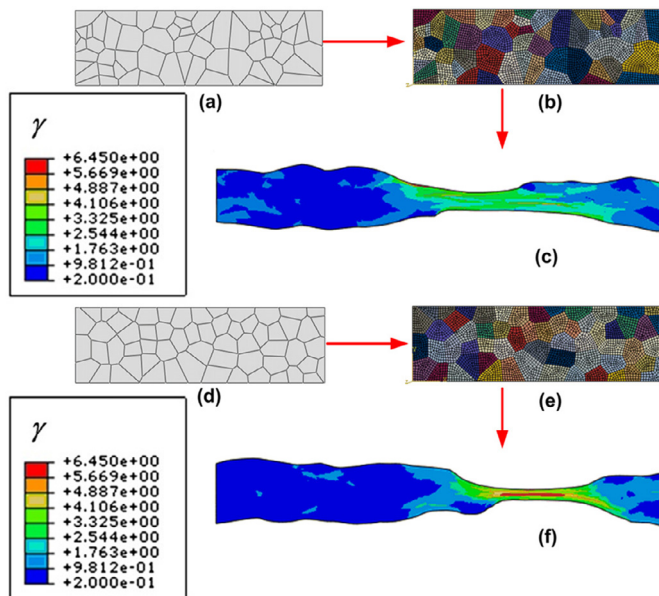 (a)
(b)
γ
+6.450e+00
+5.669e+00
+4.887e+00
+4.106e+00
+3.325e+00
+2.544e+00
+1.763e+00
+9.812e-01
+2.000e-01
(c)
(d)
(e)
γ
+6.450e+00
+5.669e+00
+4.887e+00
+4.106e+00
+3.325e+00
+2.544e+00
+1.763e+00
+9.812e-01
+2.000e-01
(f)